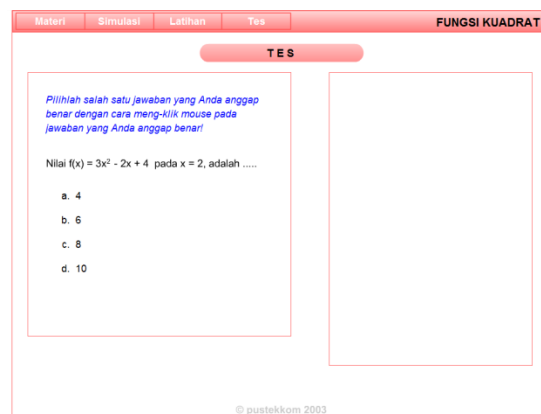 Materi Simulasi Latihan Tes FUNGSI KUADRAT
TES
Pilihlah salah satu jawaban yang Anda anggap
benar dengan cara meng-klik mouse pada
jawaban yang Anda anggap benar!
Nilai f(x) = 3x² - 2x + 4 pada x = 2, adalah .....
a. 4
b. 6
c. 8
d. 10
© pustekkom 2003